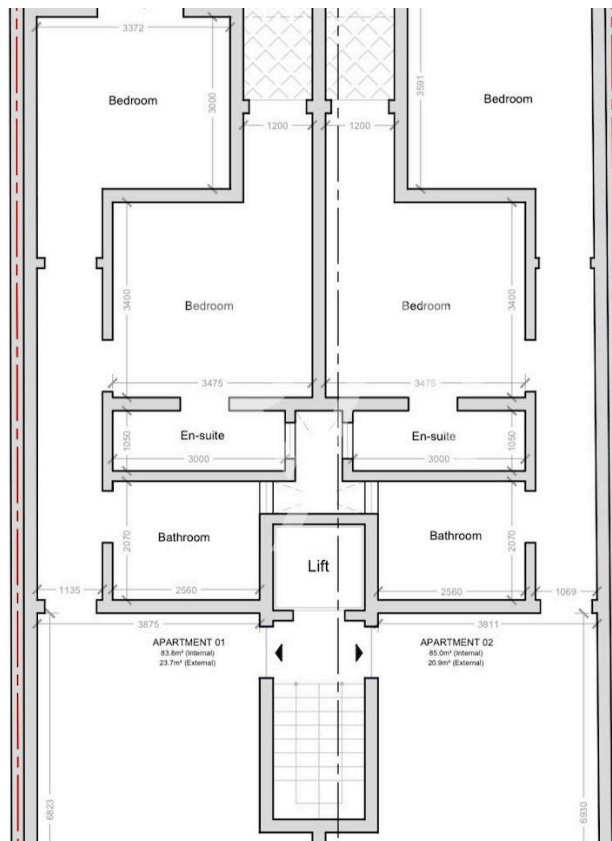 3372
Bedroom
3000
1200
1200
3591
Bedroom
3400
Bedroom
Bedroom
3400
3475
3475
1050
En-suite
3000
En-suite
3000
1050
2070
Bathroom
Bathroom
2070
Lift
1135
2560
2560
1069
3875
3811
APARTMENT 01
83.8m² (Internal)
23.7m² (External)
APARTMENT 02
85.0m² (Internal)
20.9m² (External)
6823
6930